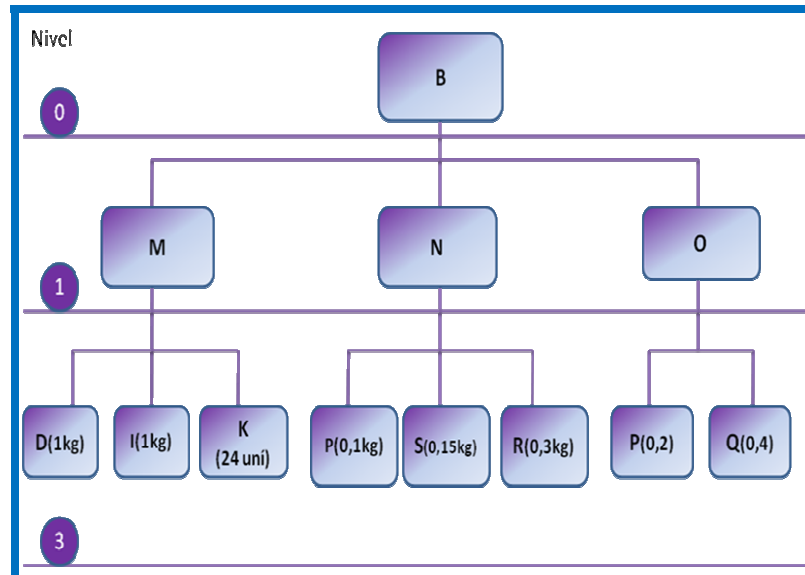 Nivel
B
0
M
N
O
1
D(1kg)
I(1kg)
K
(24 uní)
P(0,1kg)
S(0,15kg)
R(0,3kg)
P(0,2)
Q(0,4)
3